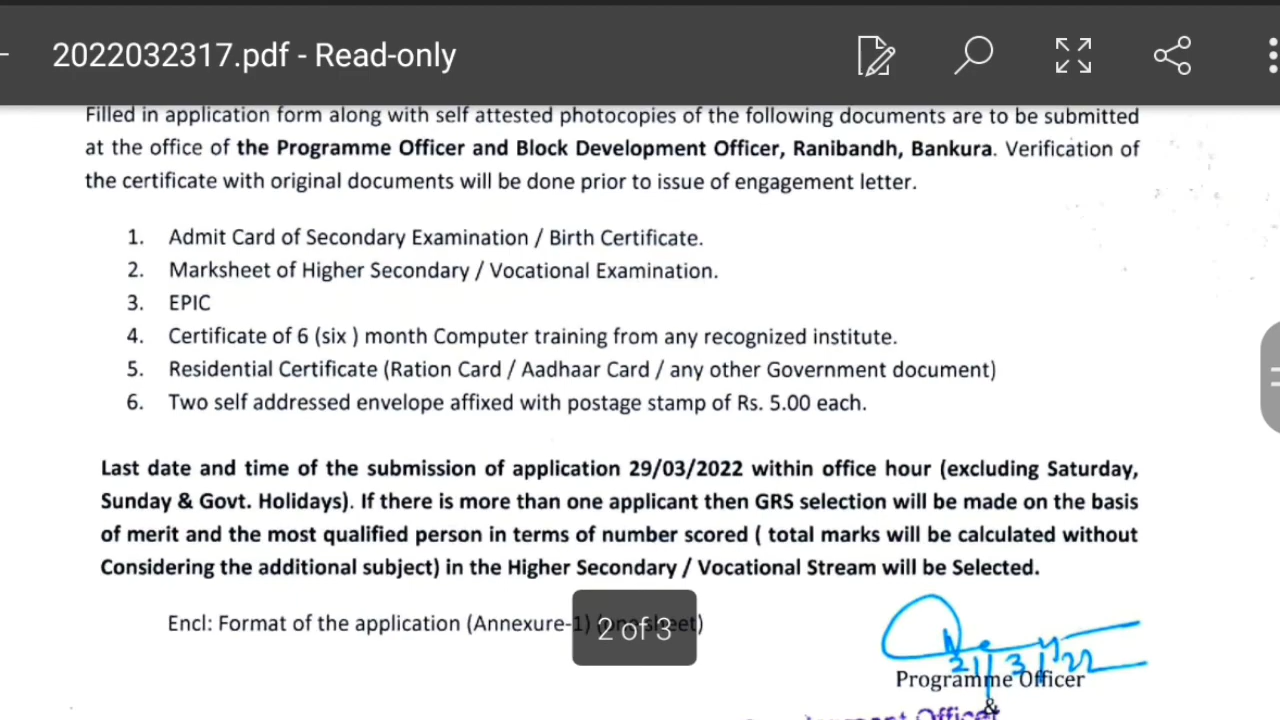 2022032317.pdf - Read-only
Filled in application form along with self attested photocopies of the following documents are to be submitted
at the office of the Programme Officer and Block Development Officer, Ranibandh, Bankura. Verification of
the certificate with original documents will be done prior to issue of engagement letter.
1. Admit Card of Secondary Examination / Birth Certificate.
2. Marksheet of Higher Secondary / Vocational Examination.
3. EPIC
4. Certificate of 6 (six ) month Computer training from any recognized institute.
5. Residential Certificate (Ration Card / Aadhaar Card / any other Government document)
6. Two self addressed envelope affixed with postage stamp of Rs. 5.00 each.
Last date and time of the submission of application 29/03/2022 within office hour (excluding Saturday,
Sunday & Govt. Holidays). If there is more than one applicant then GRS selection will be made on the basis
of merit and the most qualified person in terms of number scored ( total marks will be calculated without
Considering the additional subject) in the Higher Secondary / Vocational Stream will be Selected.
Encl: Format of the application (Annexure-1) (one sheet)
2 of 3
21/3/22
Programme Officer
&
Officer